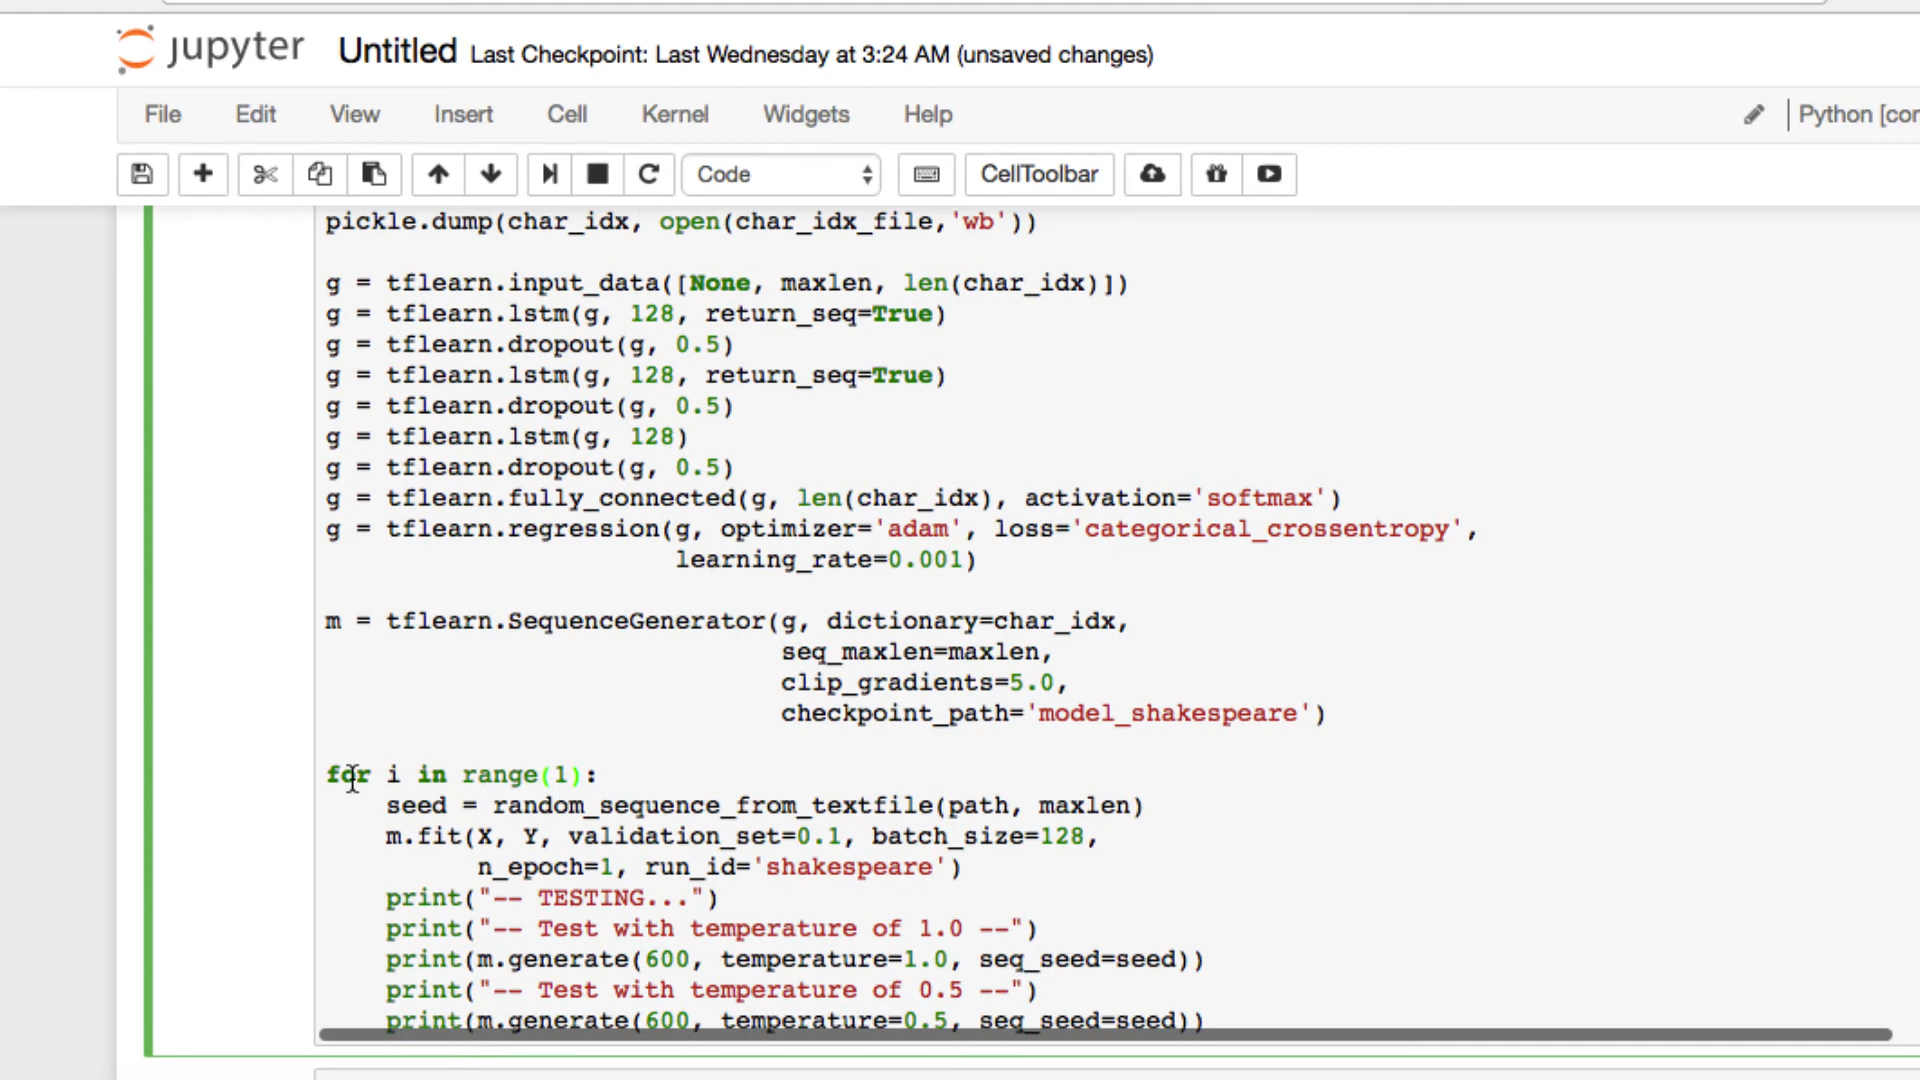 jupyter Untitled Last Checkpoint: Last Wednesday at 3:24 AM (unsaved changes)
File Edit View Insert Cell Kernel Widgets Help Python [cor
Code CellToolbar
pickle.dump(char_idx, open(char_idx_file,'wb'))
g = tflearn.input_data([None, maxlen, len(char_idx)])
g = tflearn.lstm(g, 128, return_seq=True)
g = tflearn.dropout(g, 0.5)
g = tflearn.lstm(g, 128, return_seq=True)
g = tflearn.dropout(g, 0.5)
g = tflearn.lstm(g, 128)
g = tflearn.dropout(g, 0.5)
g = tflearn.fully_connected(g, len(char_idx), activation='softmax')
g = tflearn.regression(g, optimizer='adam', loss='categorical_crossentropy',
learning_rate=0.001)
m = tflearn.SequenceGenerator(g, dictionary=char_idx,
seq_maxlen=maxlen,
clip_gradients=5.0,
checkpoint_path='model_shakespeare')
for i in range(1):
seed = random_sequence_from_textfile(path, maxlen)
m.fit(X, Y, validation_set=0.1, batch_size=128,
n_epoch=1, run_id='shakespeare')
print("-- TESTING...")
print("-- Test with temperature of 1.0 --")
print(m.generate(600, temperature=1.0, seq_seed=seed))
print("-- Test with temperature of 0.5 --")
print(m.generate(600, temperature=0.5, seq_seed=seed))